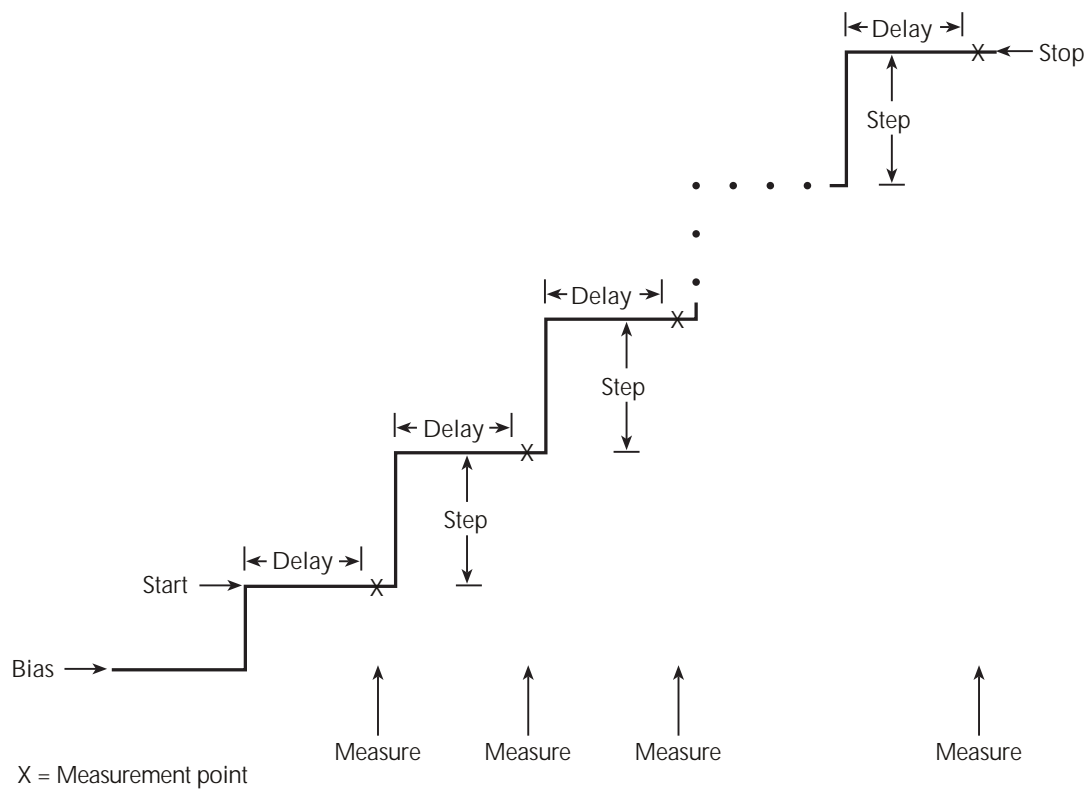 Delay
Stop
Step
Delay
Step
Delay
Step
Delay
Start
Bias
Measure Measure Measure Measure
X = Measurement point